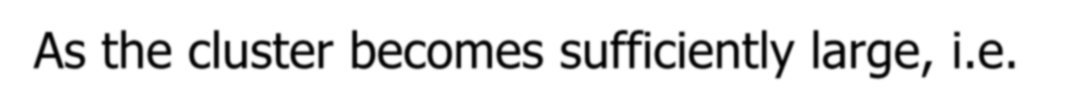 As the cluster becomes sufficiently large, i.e.